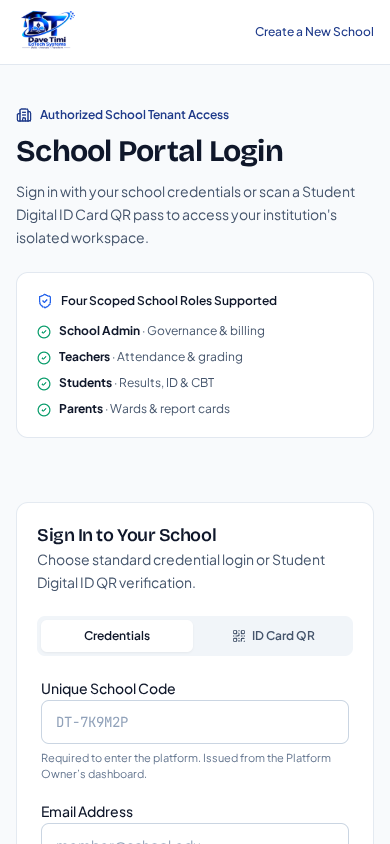 DT
Dave Timi
EdTech Systems
Create a New School
Authorized School Tenant Access
School Portal Login
Sign in with your school credentials or scan a Student
Digital ID Card QR pass to access your institution's
isolated workspace.
Four Scoped School Roles Supported
School Admin · Governance & billing
Teachers · Attendance & grading
Students · Results, ID & CBT
Parents · Wards & report cards
Sign In to Your School
Choose standard credential login or Student
Digital ID QR verification.
Credentials
ID Card QR
Unique School Code
DT-7K9M2P
Required to enter the platform. Issued from the Platform
Owner's dashboard.
Email Address